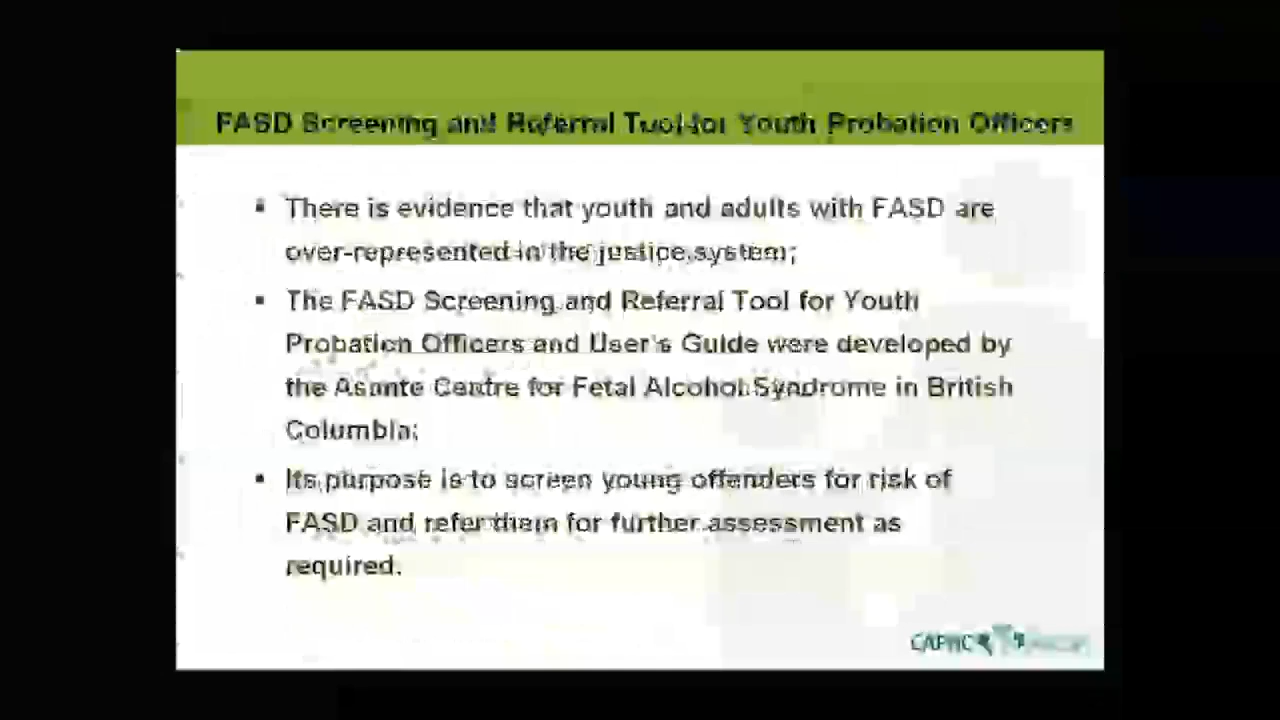 FASD Screening and Referral Tool for Youth Probation Officers
▪ There is evidence that youth and adults with FASD are
over-represented in the justice system;
▪ The FASD Screening and Referral Tool for Youth
Probation Officers and User's Guide were developed by
the Asante Centre for Fetal Alcohol Syndrome in British
Columbia;
▪ Its purpose is to screen young offenders for risk of
FASD and refer them for further assessment as
required.
CAPHC